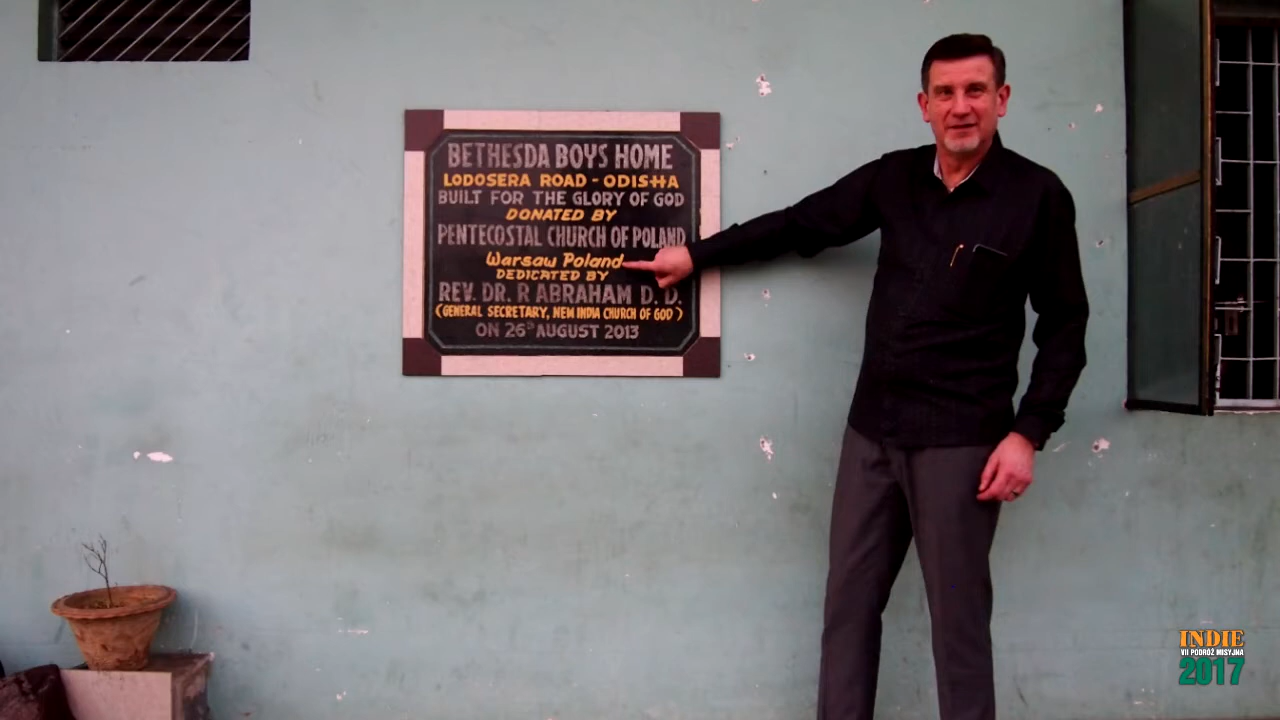 BETHESDA BOYS HOME
LODOSERA ROAD - ODISHA
BUILT FOR THE GLORY OF GOD
DONATED BY
PENTECOSTAL CHURCH OF POLAND
Warsaw Poland
DEDICATED BY
REV. DR. R ABRAHAM D. D.
(GENERAL SECRETARY, NEW INDIA CHURCH OF GOD)
ON 26TH AUGUST 2013
INDIE
VII PODRÓŻ MISYJNA
2017